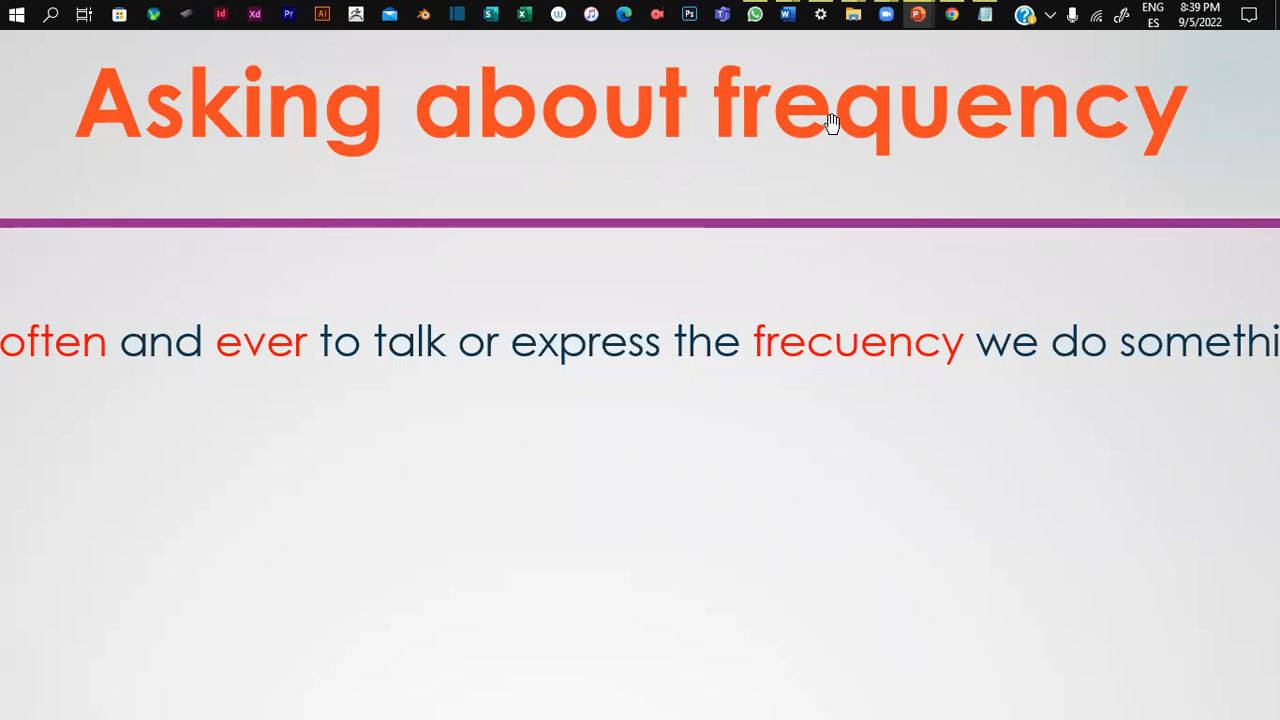 8:39 PM
ENG
ES
9/5/2022
Asking about frequency
often and ever to talk or express the frecuency we do somethi